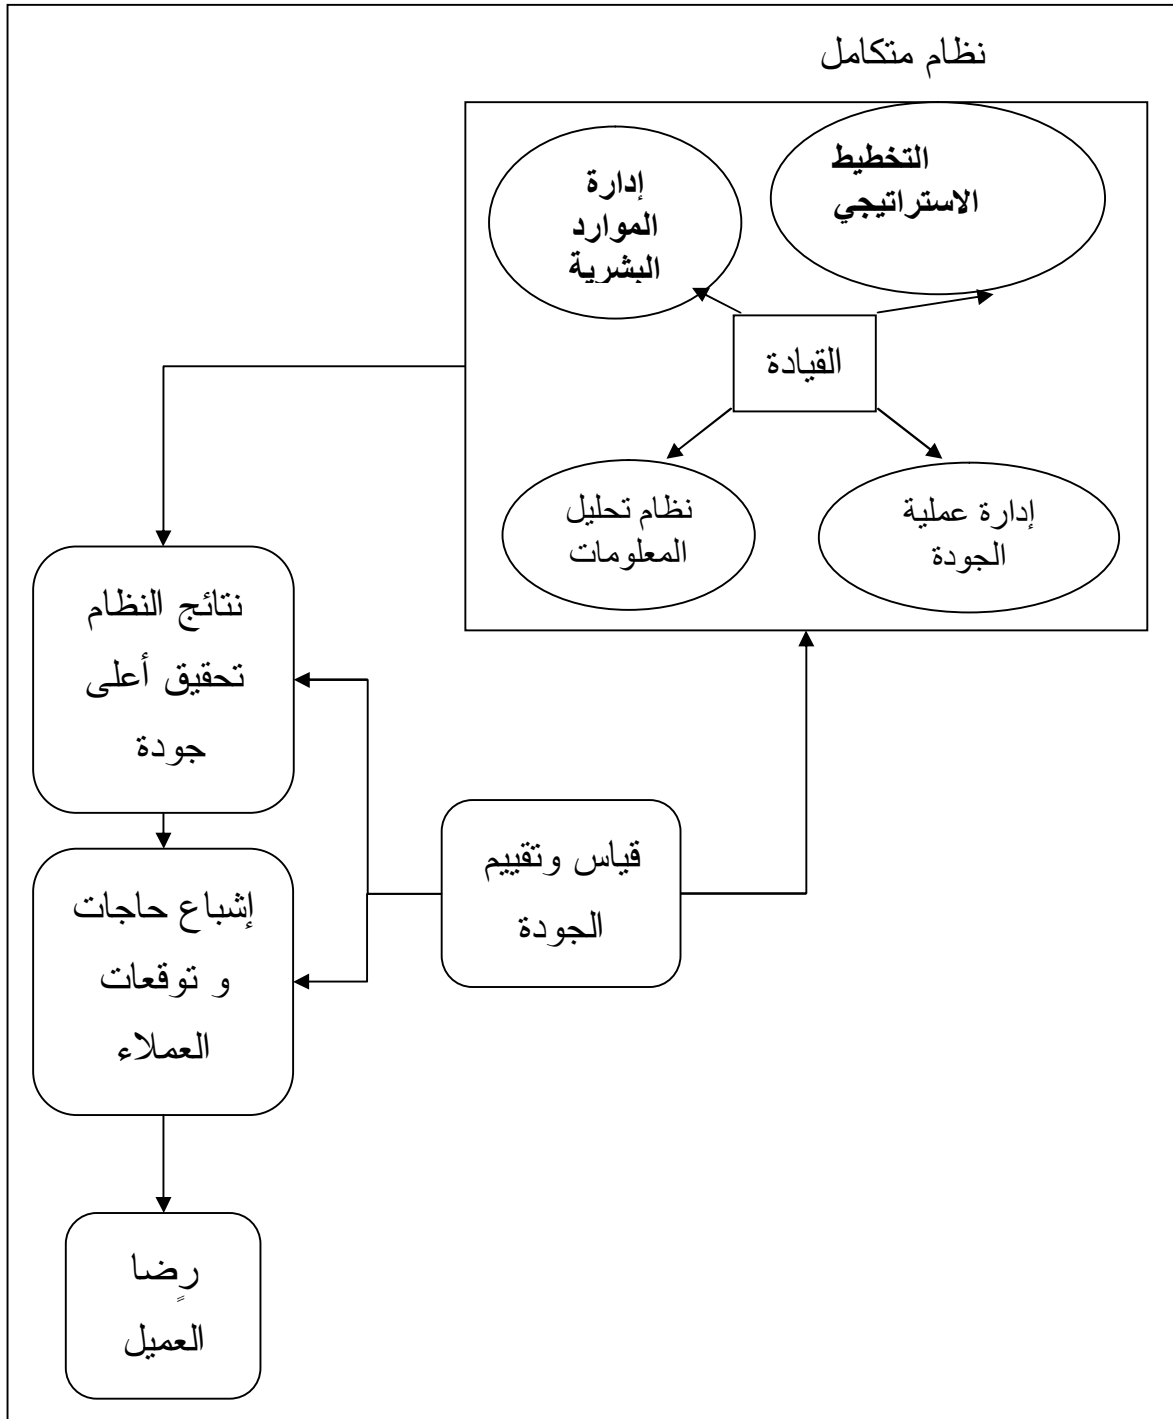 نظام متكامل
التخطيط
الاستراتيجي
إدارة
الموارد
البشرية
القيادة
نظام تحليل
المعلومات
إدارة عملية
الجودة
نتائج النظام
تحقيق أعلى
جودة
قياس وتقييم
الجودة
إشباع حاجات
و توقعات
العملاء
رٍضا
العميل